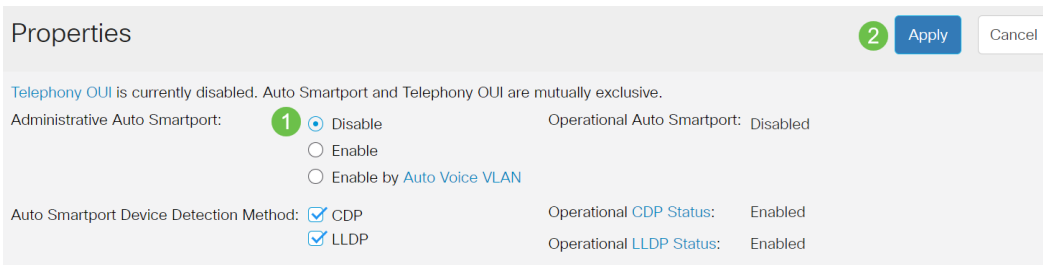 Properties
2 Apply Cancel
Telephony OUI is currently disabled. Auto Smartport and Telephony OUI are mutually exclusive.
Administrative Auto Smartport: 1 Disable Operational Auto Smartport: Disabled
Enable
Enable by Auto Voice VLAN
Auto Smartport Device Detection Method: CDP Operational CDP Status: Enabled
LLDP Operational LLDP Status: Enabled